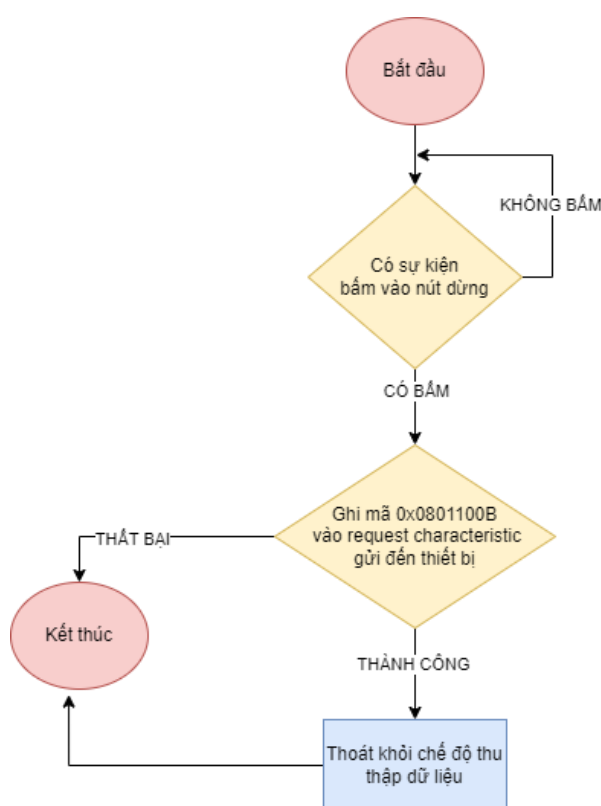 Bắt đầu
KHÔNG BẤM
Có sự kiện
bấm vào nút dừng
CÓ BẤM
Ghi mã 0x0801100B
vào request characteristic
gửi đến thiết bị
THẤT BẠI
Kết thúc
THÀNH CÔNG
Thoát khỏi chế độ thu
thập dữ liệu